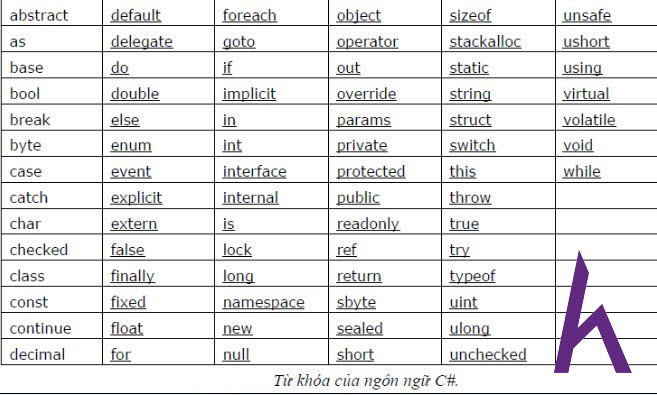 abstract default foreach object sizeof unsafe
as delegate goto operator stackalloc ushort
base do if out static using
bool double implicit override string virtual
break else in params struct volatile
byte enum int private switch void
case event interface protected this while
catch explicit internal public throw
char extern is readonly true
checked false lock ref try
class finally long return typeof
const fixed namespace sbyte uint
continue float new sealed ulong
decimal for null short unchecked
Từ khóa của ngôn ngữ C#.